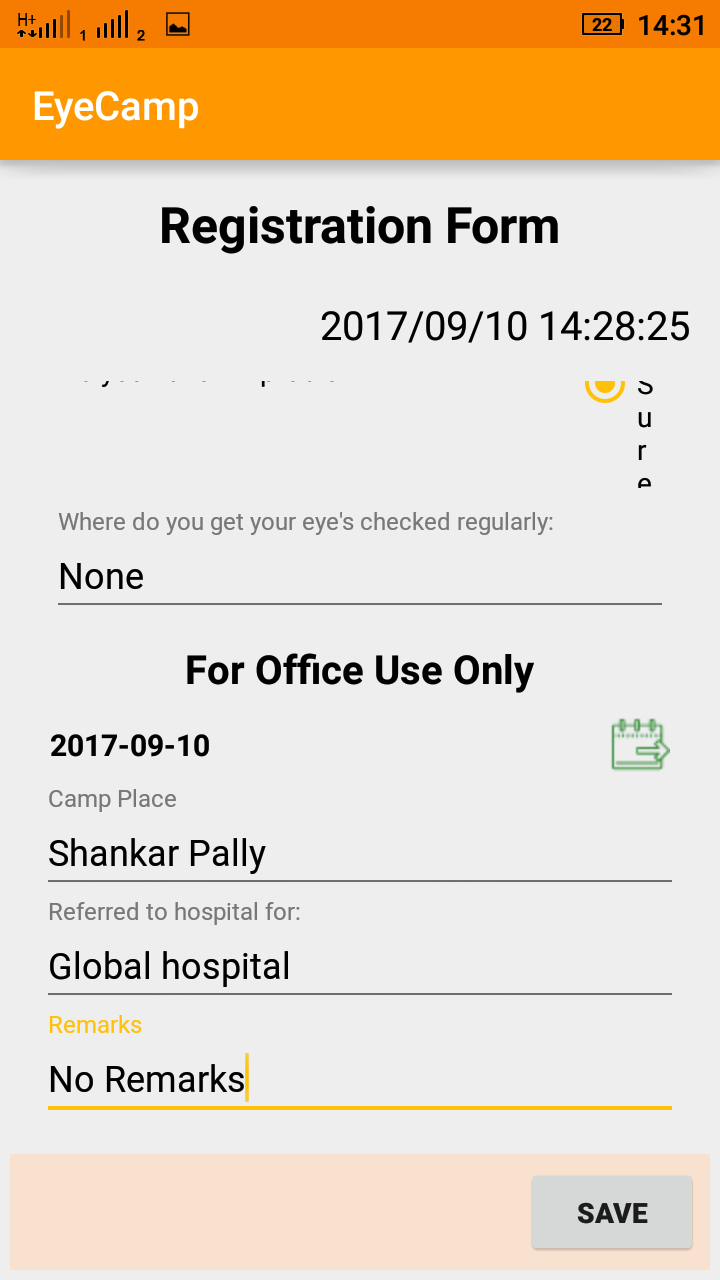 H+ 1 2 22 14:31
EyeCamp
Registration Form
2017/09/10 14:28:25
S
u
r
e
Where do you get your eye's checked regularly:
None
For Office Use Only
2017-09-10
Camp Place
Shankar Pally
Referred to hospital for:
Global hospital
Remarks
No Remarks
SAVE